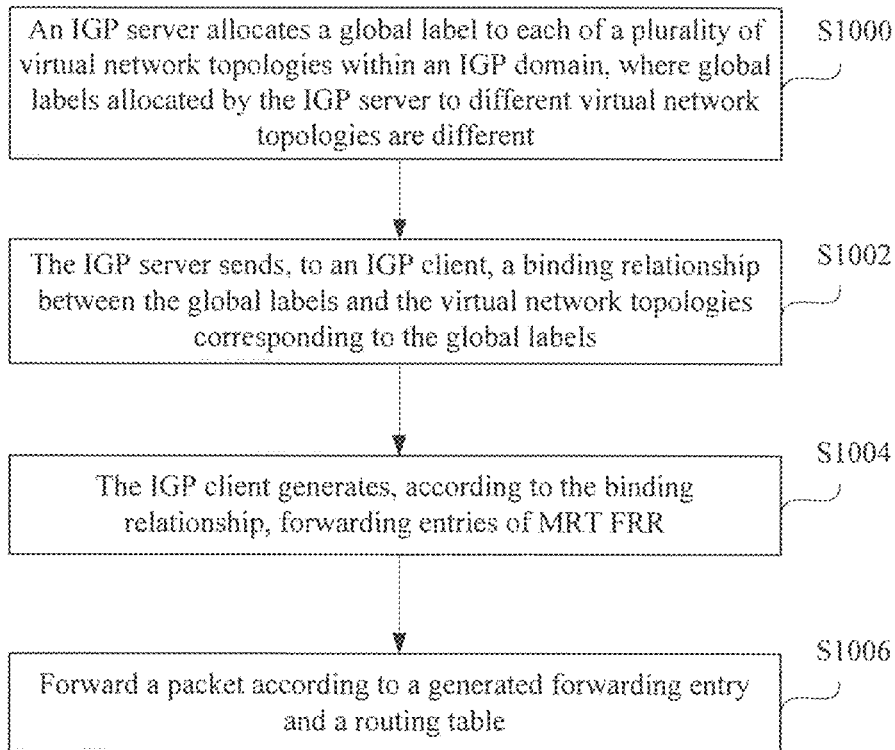 An IGP server allocates a global label to each of a plurality of
virtual network topologies within an IGP domain, where global
labels allocated by the IGP server to different virtual network
topologies are different
S1000
The IGP server sends, to an IGP client, a binding relationship
between the global labels and the virtual network topologies
corresponding to the global labels
S1002
The IGP client generates, according to the binding
relationship, forwarding entries of MRT FRR
S1004
Forward a packet according to a generated forwarding entry
and a routing table
S1006